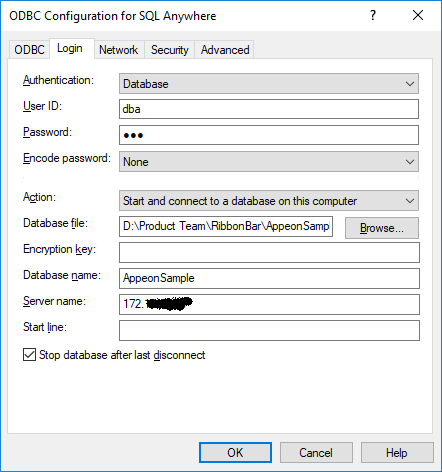 ODBC Configuration for SQL Anywhere
ODBC Login Network Security Advanced
Authentication: Database
User ID: dba
Password: ●●●
Encode password: None
Action: Start and connect to a database on this computer
Database file: D:\Product Team\RibbonBar\AppeonSamp Browse...
Encryption key:
Database name: AppeonSample
Server name: 172.
Start line:
Stop database after last disconnect
OK Cancel Help